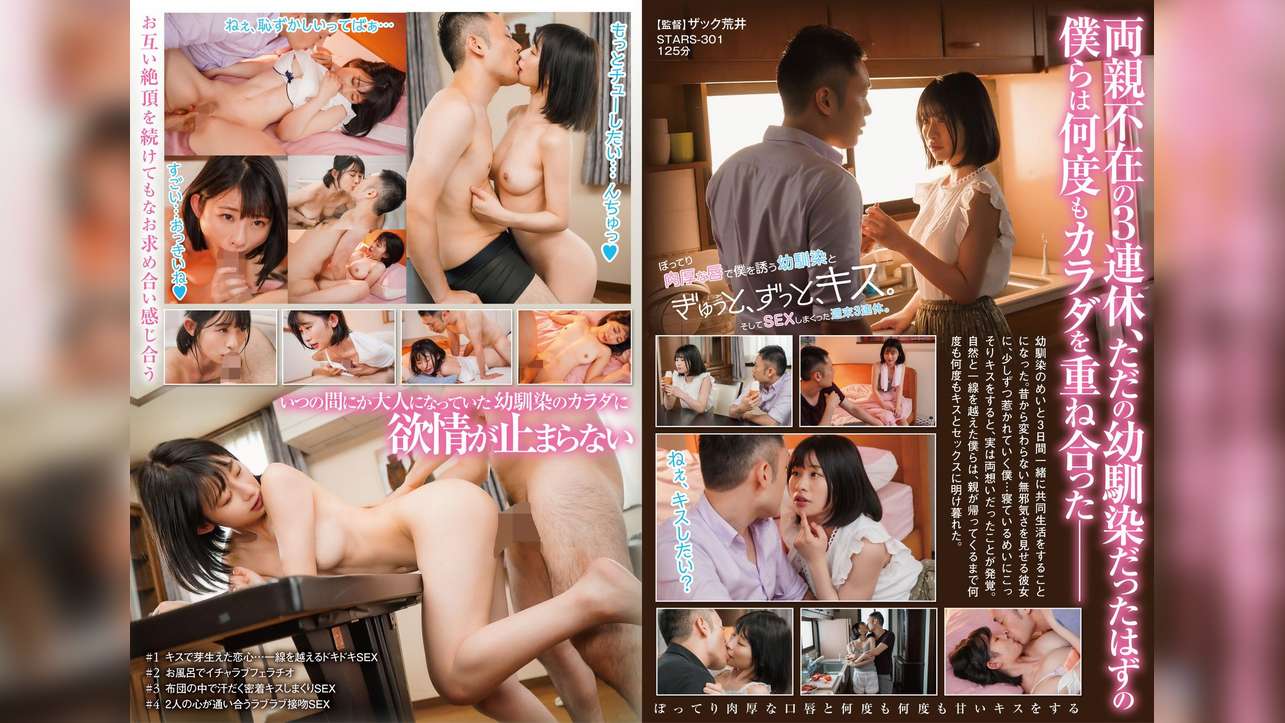 お互い絶頂を続けてもなお求め合い感じ合う
ねぇ、恥ずかしいってばぁ…
もっとチューしたい…んちゅっ♥
すごい…おっきいね♥
いつの間にか大人になっていた幼馴染のカラダに
欲情が止まらない
#1 キスで芽生えた恋心…一線を越えるドキドキSEX
#2 お風呂でイチャラブフェラチオ
#3 布団の中で汗だく密着キスしまくりSEX
#4 2人の心が通い合うラブラブ接吻SEX
【監督】ザック荒井
STARS-301
125分
両親不在の3連休、ただの幼馴染だったはずの
僕らは何度もカラダを重ね合った――
ぽってり
肉厚な唇で僕を誘う幼馴染と
ぎゅうと、ずっと、キス。
そしてSEXしまくった週末3連休。
幼馴染のめいと3日間一緒に共同生活をすること
になった。昔から変わらない無邪気さを見せる彼女
に、少しずつ惹かれていく僕…寝ているめいにこっ
そりキスをすると、実は両想いだったことが発覚。
自然と一線を越えた僕らは、親が帰ってくるまで何
度も何度もキスとセックスに明け暮れた。
ねぇ、キスしたい?
ぽってり肉厚な口唇と何度も何度も甘いキスをする